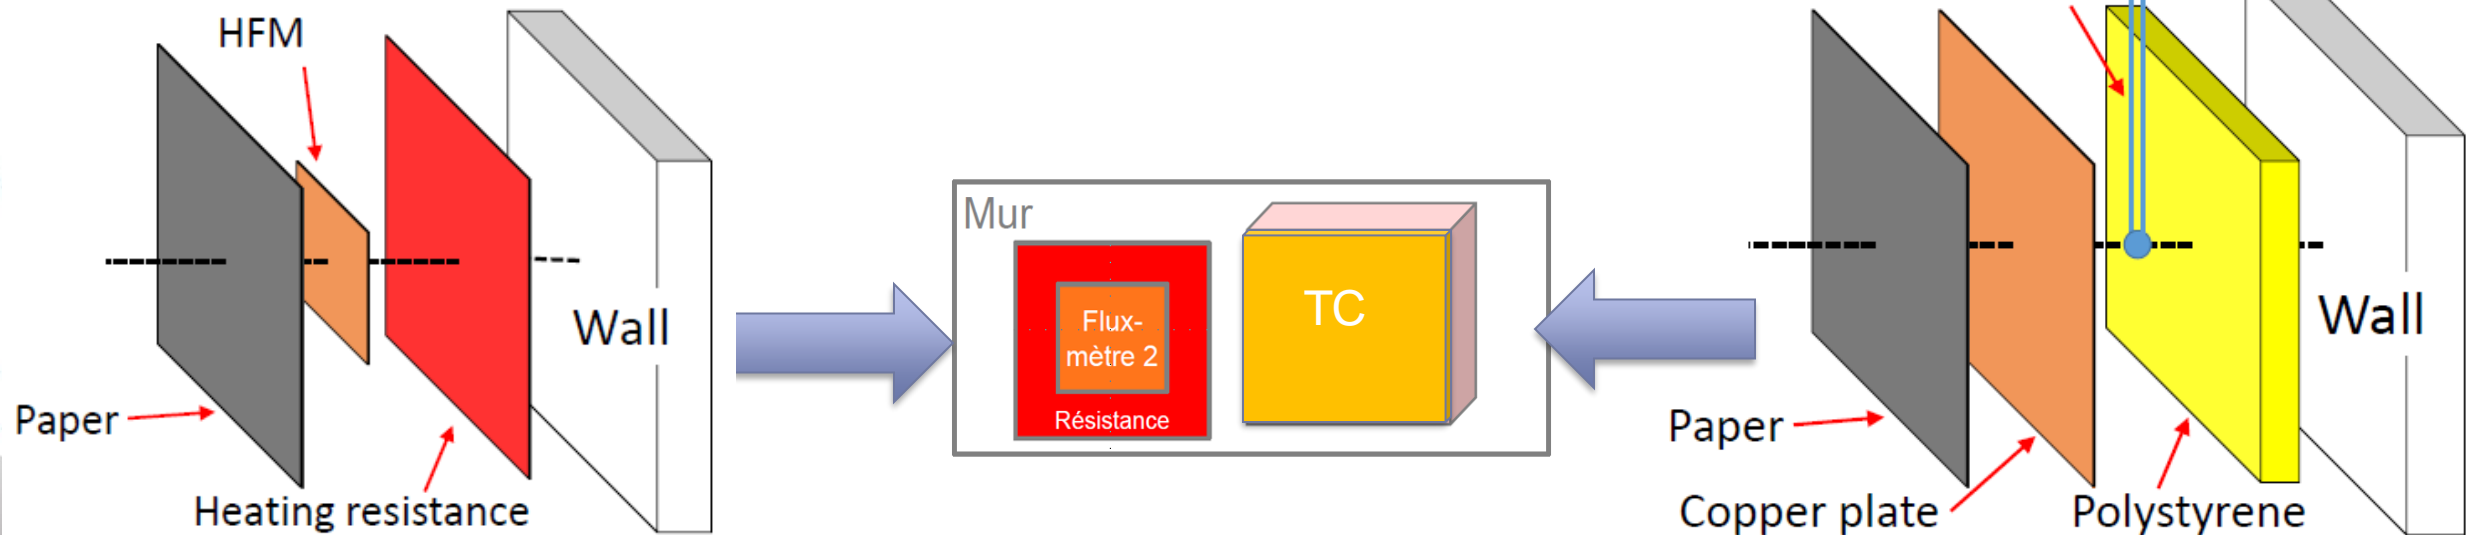 HFM
Paper
Heating resistance
Wall
Mur
Flux-
mètre 2
Résistance
TC
Paper
Copper plate
Polystyrene
Wall